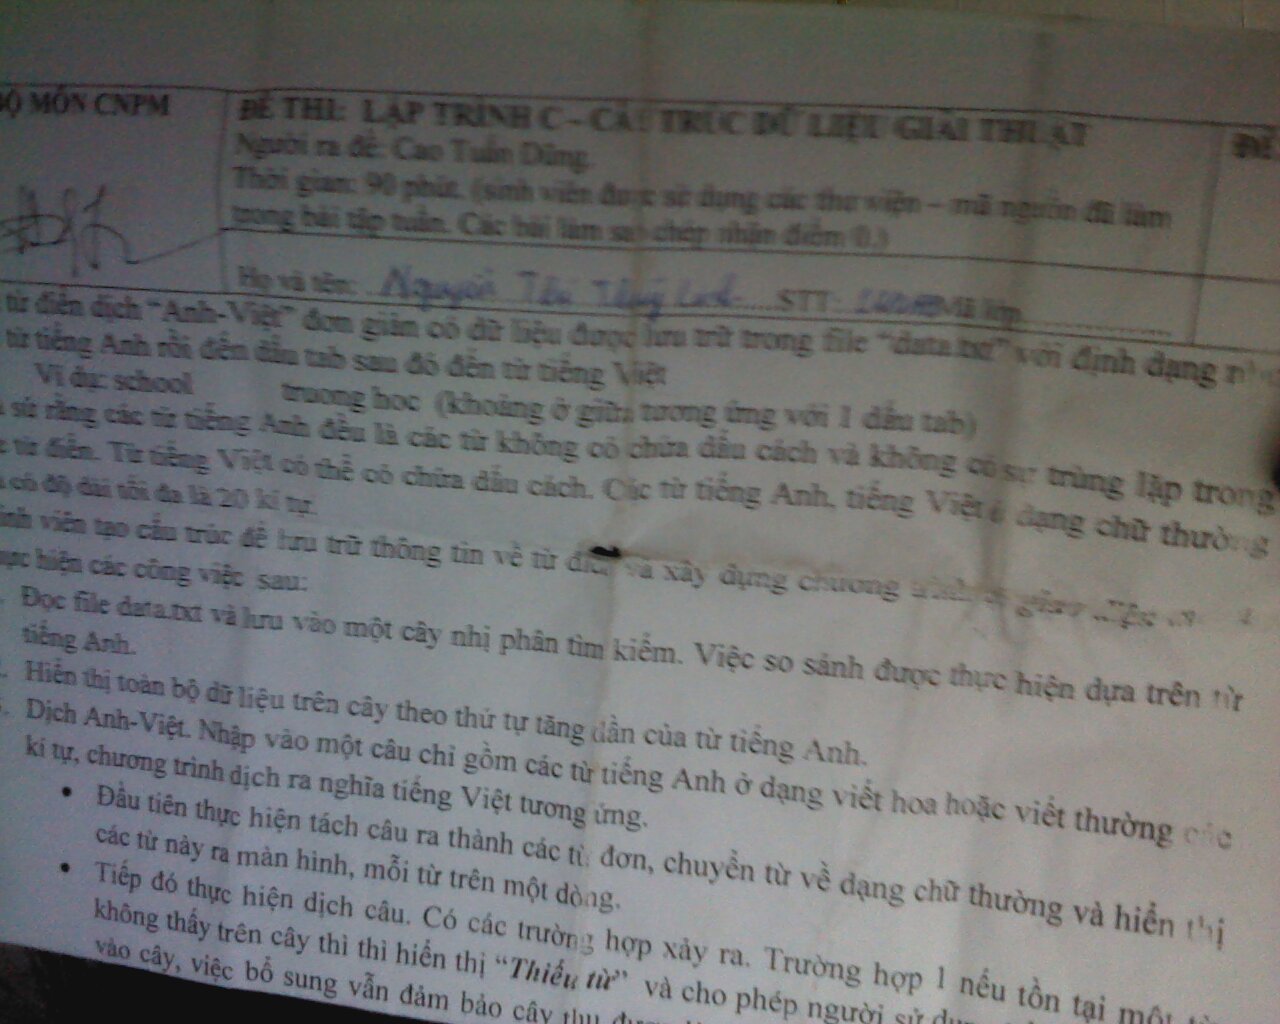 BỘ MÔN CNPM
ĐỀ THI: LẬP TRÌNH C – CẤU TRÚC DỮ LIỆU GIẢI THUẬT
ĐỀ
Người ra đề: Cao Tuấn Dũng.
Thời gian: 90 phút. (sinh viên được sử dụng các thư viện – mã nguồn đã làm
trong bài tập tuần. Các bài làm sao chép nhận điểm 0.)
Họ và tên: Nguyễn STT: Mã lớp
từ điển dịch “Anh-Việt” đơn giản có dữ liệu được lưu trữ trong file “data.txt” với định dạng
từ tiếng Anh rồi đến dấu tab sau đó đến từ tiếng Việt
Ví dụ: school truong hoc (khoảng ở giữa tương ứng với 1 dấu tab)
sử rằng các từ tiếng Anh đều là các từ không có chứa dấu cách và không có sự trùng lặp trong
từ điển. Từ tiếng Việt có thể có chứa dấu cách. Các từ tiếng Anh, tiếng Việt ở dạng chữ thường
có độ dài tối đa là 20 kí tự.
sinh viên tạo cấu trúc để lưu trữ thông tin về từ điển và xây dựng chương trình
thực hiện các công việc sau:
Đọc file data.txt và lưu vào một cây nhị phân tìm kiếm. Việc so sánh được thực hiện dựa trên từ
tiếng Anh.
Hiển thị toàn bộ dữ liệu trên cây theo thứ tự tăng dần của từ tiếng Anh.
Dịch Anh-Việt. Nhập vào một câu chỉ gồm các từ tiếng Anh ở dạng viết hoa hoặc viết thường các
kí tự, chương trình dịch ra nghĩa tiếng Việt tương ứng.
• Đầu tiên thực hiện tách câu ra thành các từ đơn, chuyển từ về dạng chữ thường và hiển thị
các từ này ra màn hình, mỗi từ trên một dòng.
• Tiếp đó thực hiện dịch câu. Có các trường hợp xảy ra. Trường hợp 1 nếu tồn tại một từ
không thấy trên cây thì thì hiển thị “Thiếu từ” và cho phép người sử dụng
vào cây, việc bổ sung vẫn đảm bảo cây thu được